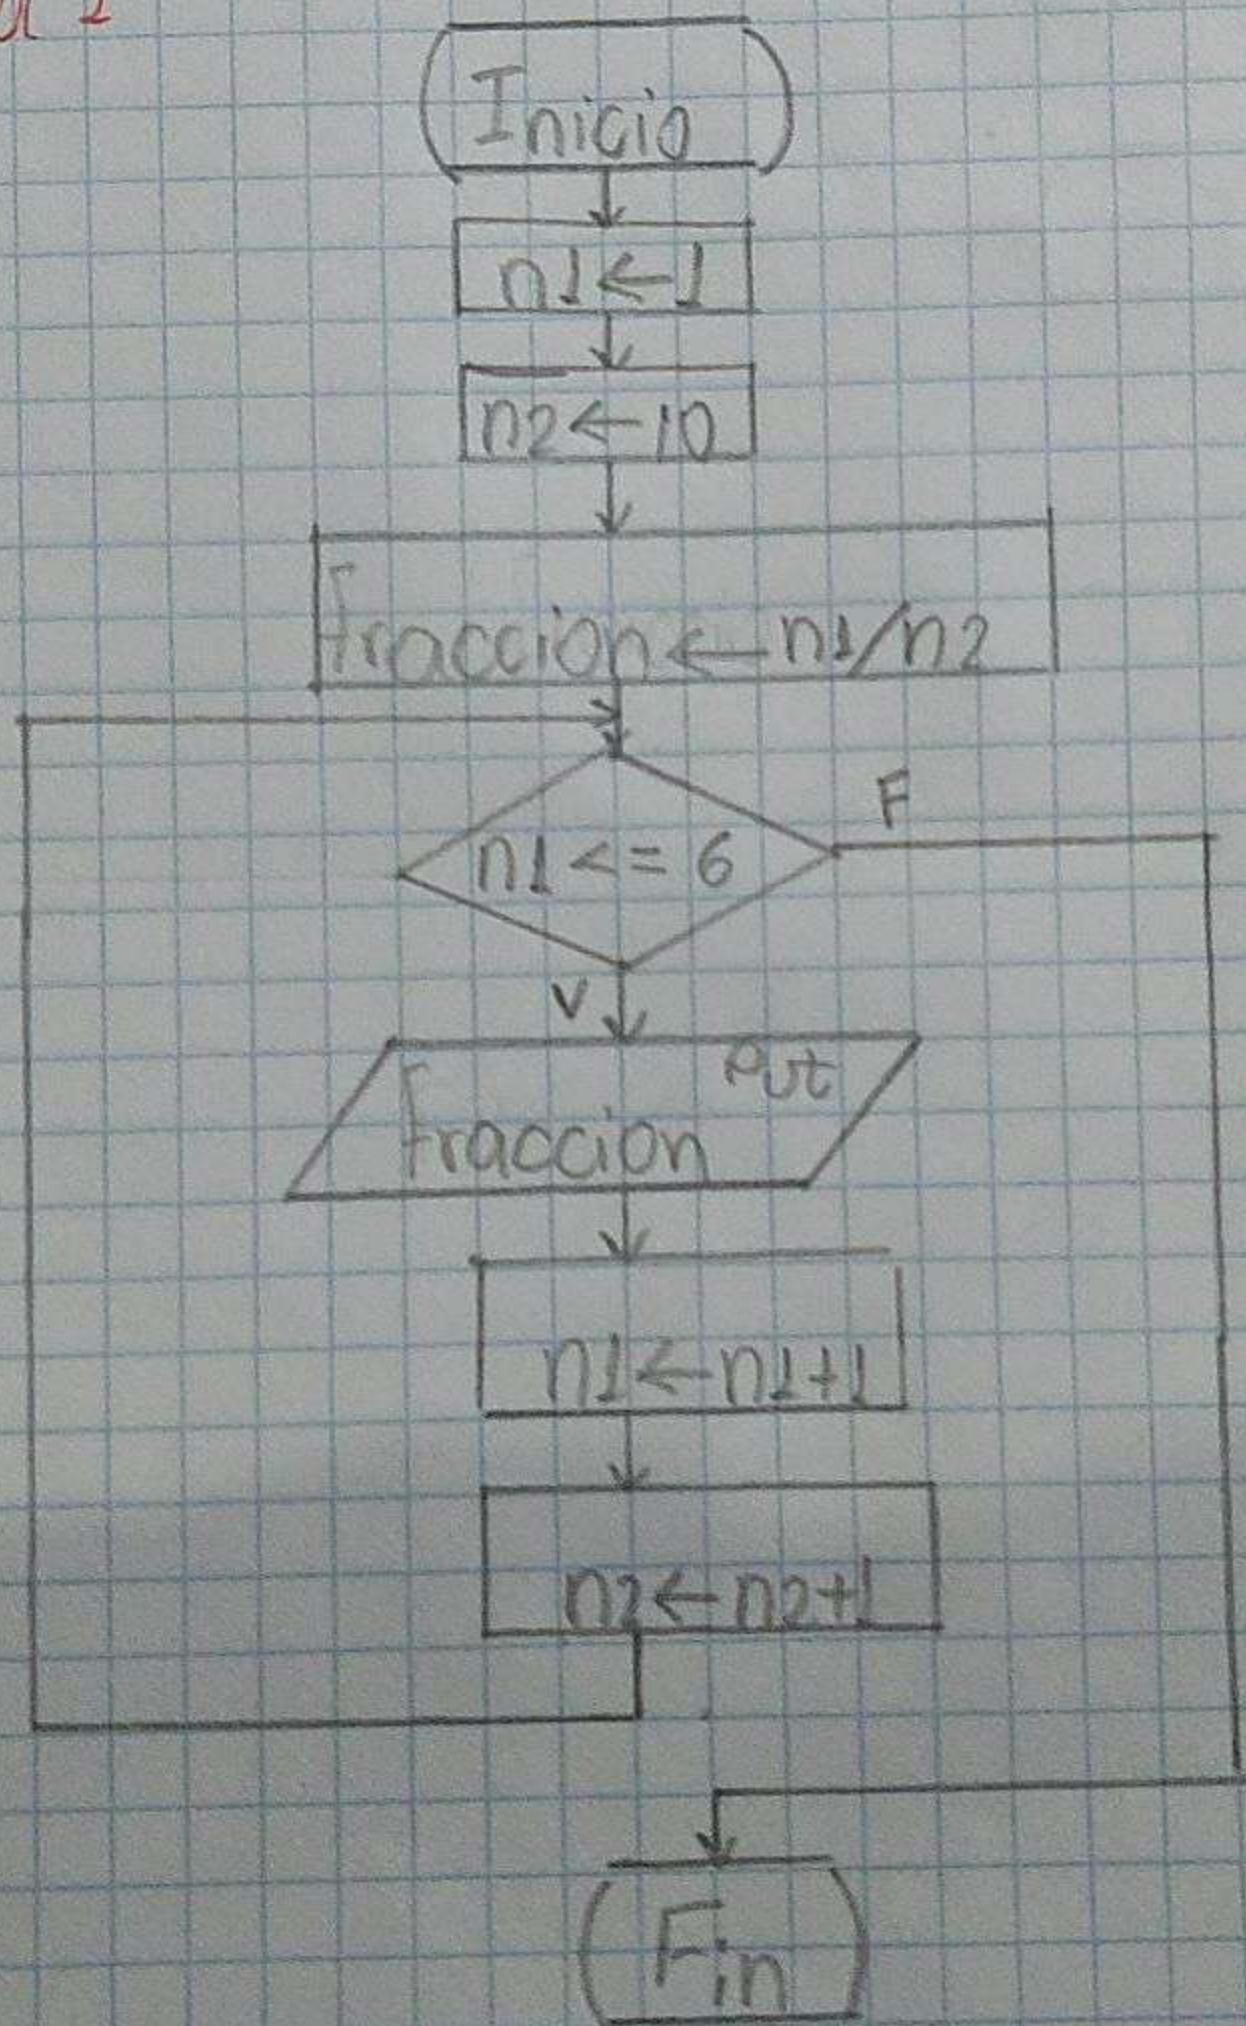 Inicio
n1←1
n2←10
Fraccion←n1/n2
n1<=6
F
V
Put
Fraccion
n1←n1+1
n2←n2+1
Fin